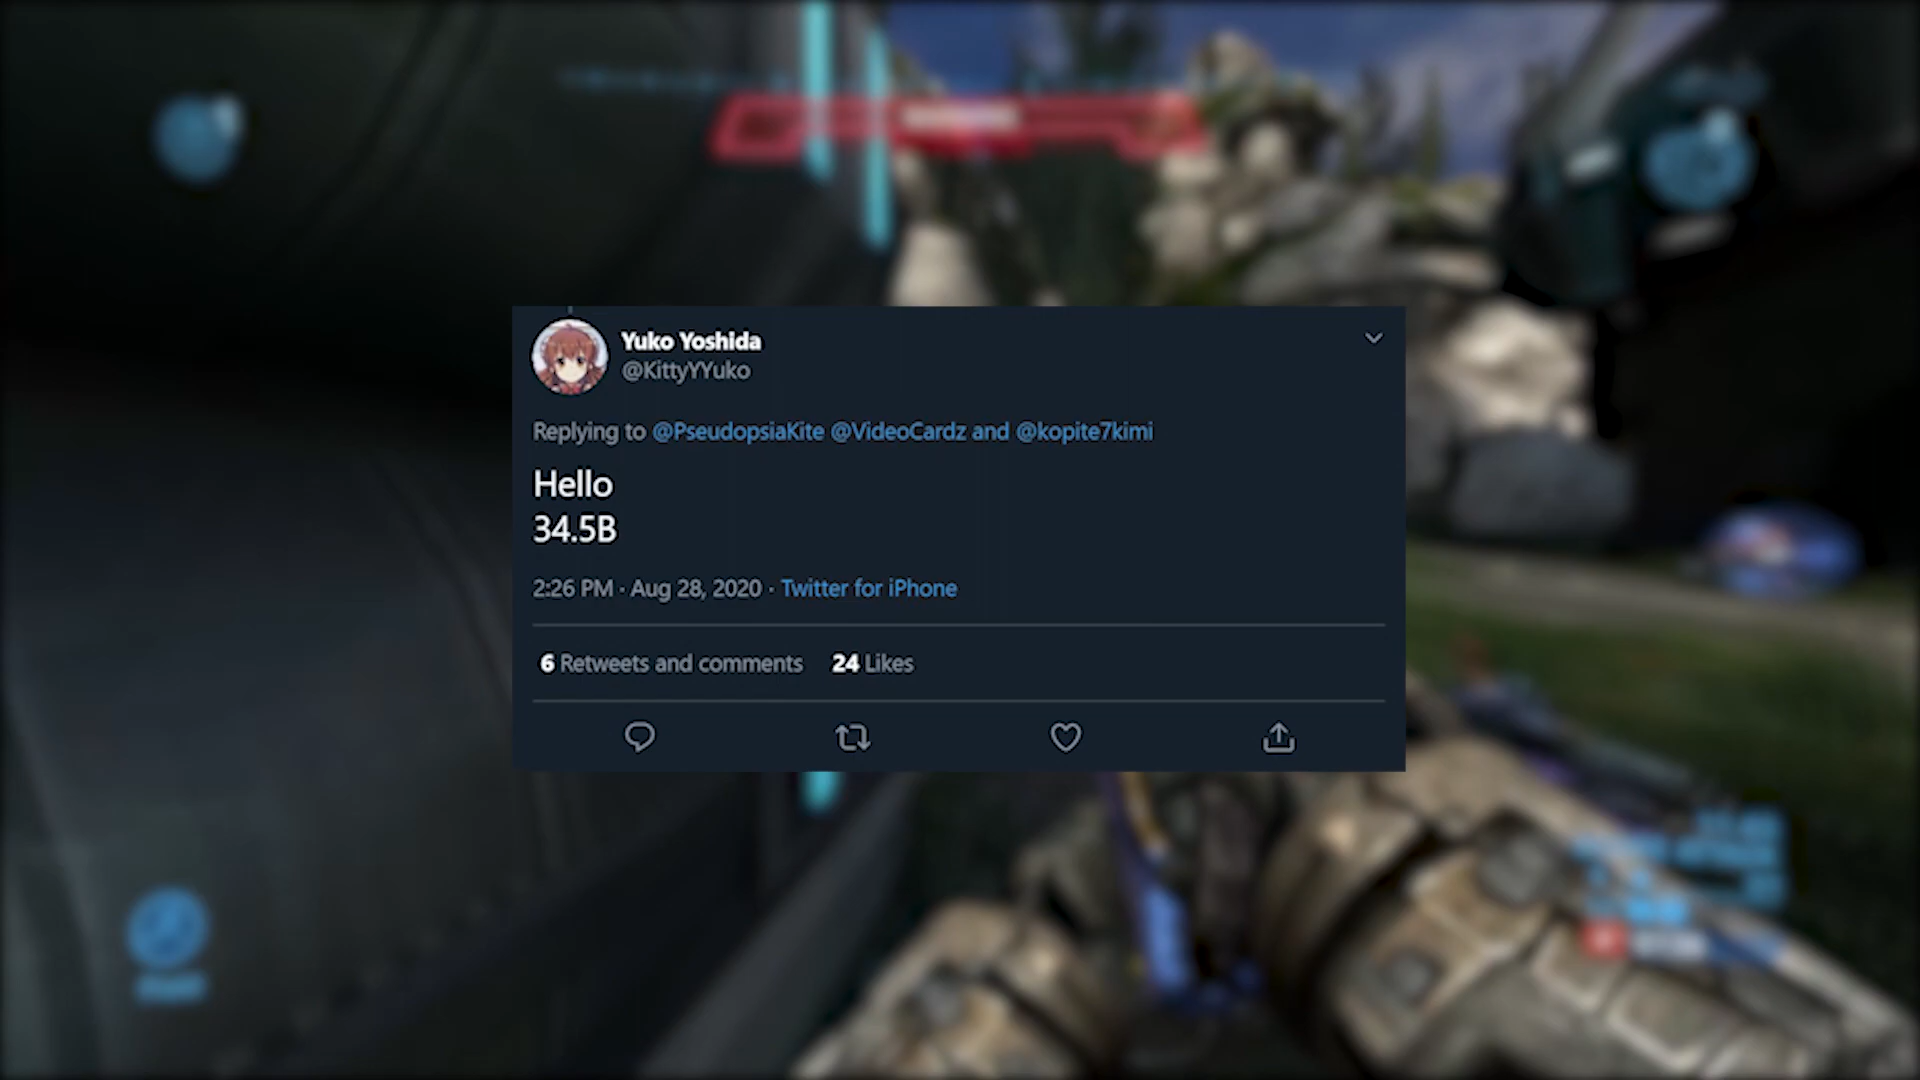 Yuko Yoshida
@KittyYYuko
Replying to @PseudopsiaKite @VideoCardz and @kopite7kimi
Hello
34.5B
2:26 PM · Aug 28, 2020 · Twitter for iPhone
6 Retweets and comments 24 Likes